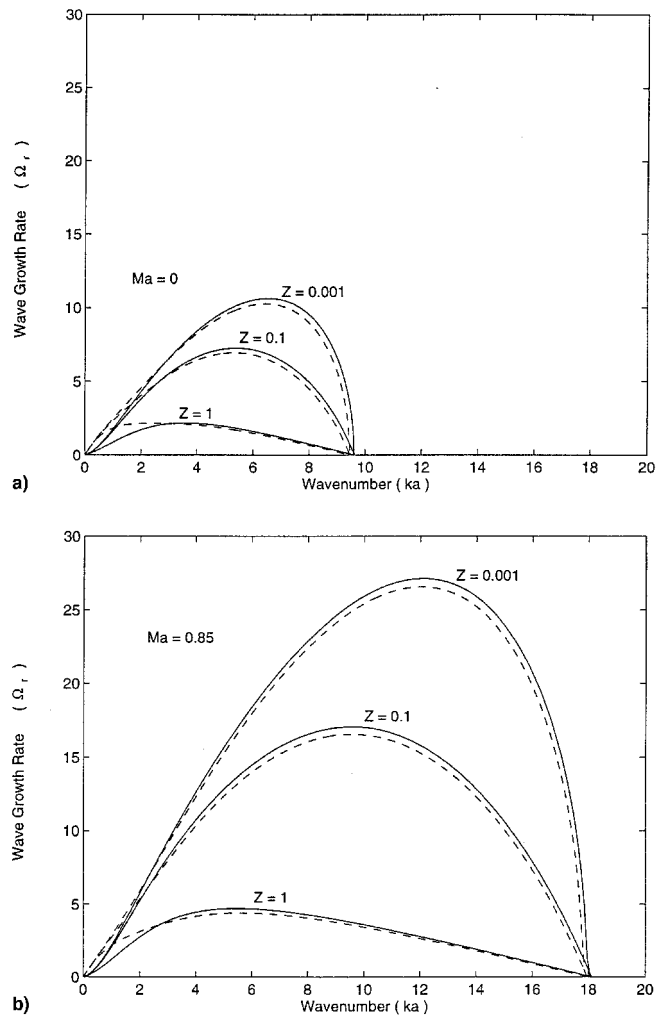 30
25
20
15
10
5
0
Wave Growth Rate ( Ω r )
Ma = 0
Z = 0.001
Z = 0.1
Z = 1
0 2 4 6 8 10 12 14 16 18 20
Wavenumber ( ka )
a)
30
25
20
15
10
5
0
Wave Growth Rate ( Ω r )
Ma = 0.85
Z = 0.001
Z = 0.1
Z = 1
0 2 4 6 8 10 12 14 16 18 20
Wavenumber ( ka )
b)